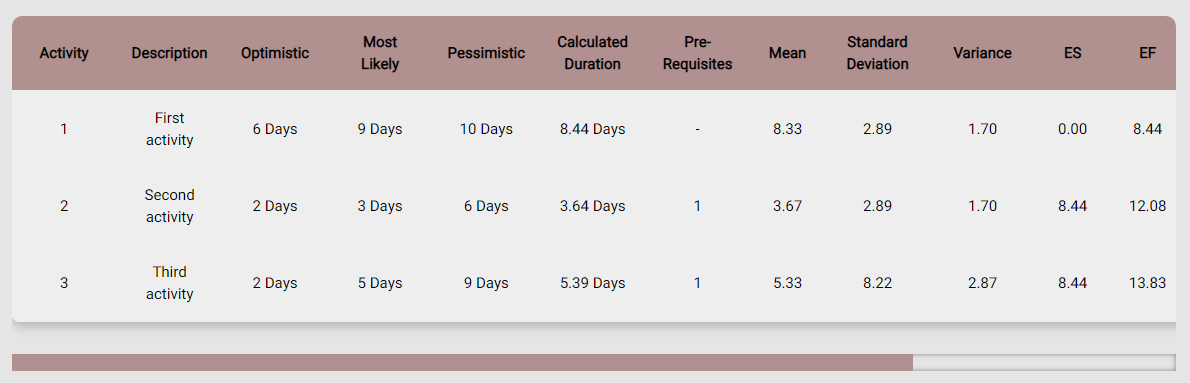 Activity Description Optimistic Most Likely Pessimistic Calculated Duration Pre-Requisites Mean Standard Deviation Variance ES EF
1 First activity 6 Days 9 Days 10 Days 8.44 Days - 8.33 2.89 1.70 0.00 8.44
2 Second activity 2 Days 3 Days 6 Days 3.64 Days 1 3.67 2.89 1.70 8.44 12.08
3 Third activity 2 Days 5 Days 9 Days 5.39 Days 1 5.33 8.22 2.87 8.44 13.83